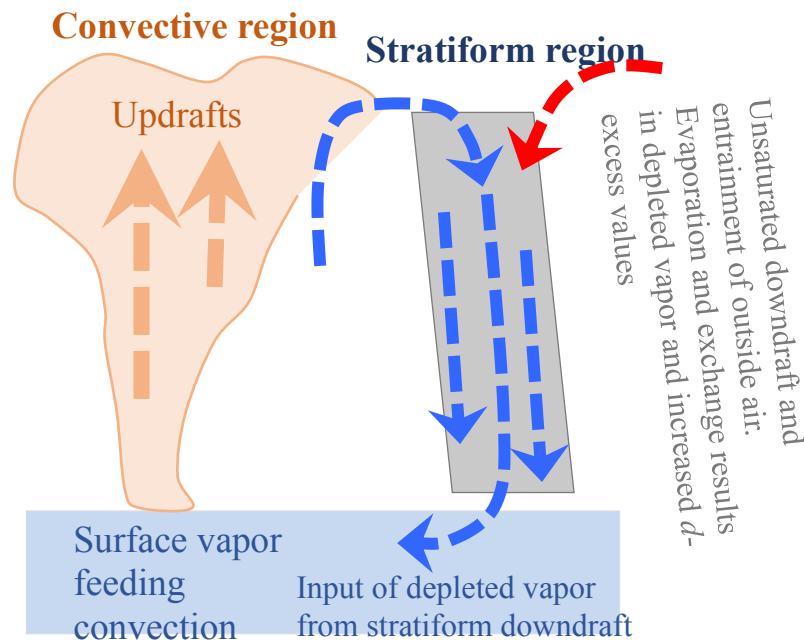 Convective region
Stratiform region
Updrafts
Unsaturated downdraft and
entrainment of outside air.
Evaporation and exchange results
in depleted vapor and increased d-
excess values
Surface vapor
feeding
convection
Input of depleted vapor
from stratiform downdraft